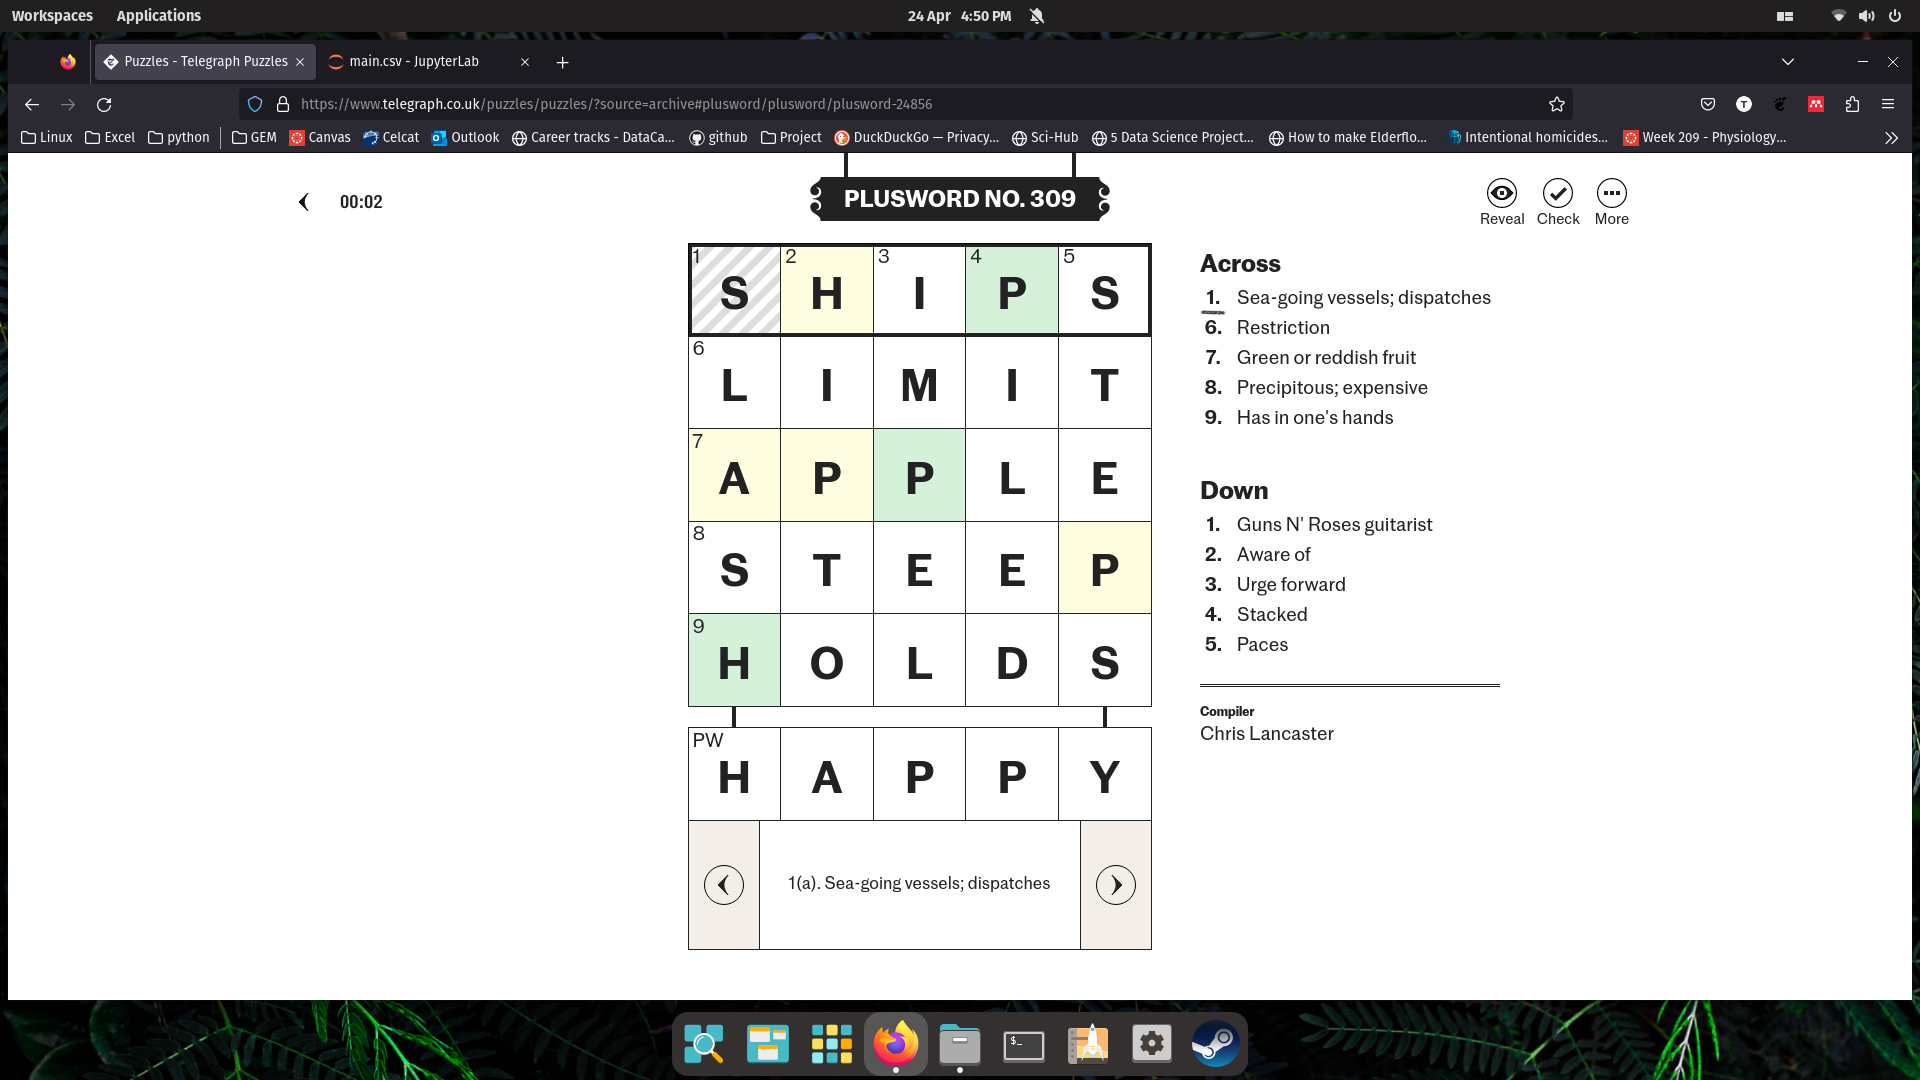 Workspaces Applications 24 Apr 4:50 PM
Puzzles - Telegraph Puzzles main.csv - JupyterLab
https://www.telegraph.co.uk/puzzles/puzzles/?source=archive#plusword/plusword/plusword-24856
Linux Excel python GEM Canvas Celcat Outlook Career tracks - DataCa... github Project DuckDuckGo — Privacy... Sci-Hub 5 Data Science Project... How to make Elderflo... Intentional homicides... Week 209 - Physiology...
00:02
PLUSWORD NO. 309
Reveal Check More
1 S 2 H 3 I 4 P 5 S
6 L I M I T
7 A P P L E
8 S T E E P
9 H O L D S
PW H A P P Y
1(a). Sea-going vessels; dispatches
Across
1. Sea-going vessels; dispatches
6. Restriction
7. Green or reddish fruit
8. Precipitous; expensive
9. Has in one's hands
Down
1. Guns N' Roses guitarist
2. Aware of
3. Urge forward
4. Stacked
5. Paces
Compiler
Chris Lancaster